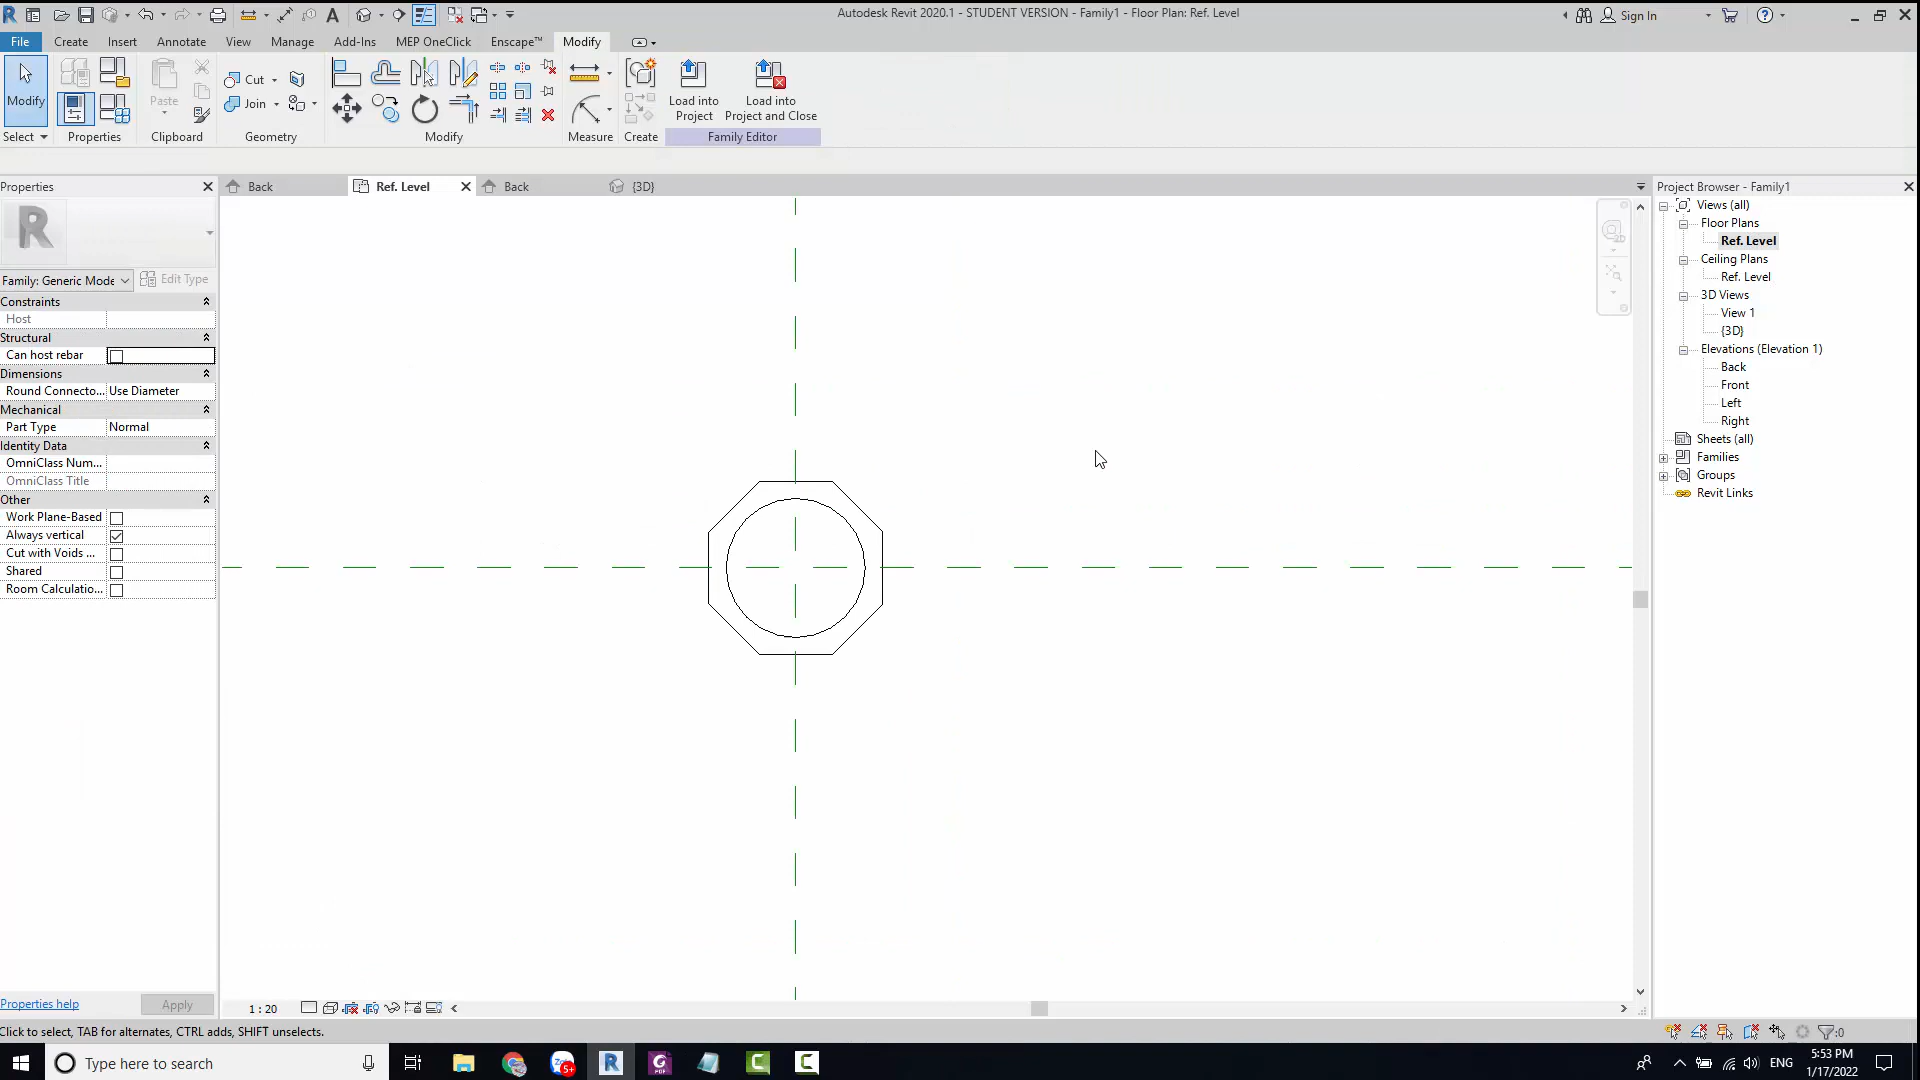 Autodesk Revit 2020.1 - STUDENT VERSION - Family1 - Floor Plan: Ref. Level
Sign In
File Create Insert Annotate View Manage Add-Ins MEP OneClick Enscape™ Modify
Modify
Paste
Cut
Join
Load into
Project
Load into
Project and Close
Select Properties Clipboard Geometry Modify Measure Create Family Editor
Properties
Back
Ref. Level
Back
{3D}
Project Browser - Family1
Family: Generic Mode
Edit Type
Constraints
Host
Structural
Can host rebar
Dimensions
Round Connecto... Use Diameter
Mechanical
Part Type Normal
Identity Data
OmniClass Num...
OmniClass Title
Other
Work Plane-Based
Always vertical
Cut with Voids ...
Shared
Room Calculatio...
Properties help
Apply
Views (all)
Floor Plans
Ref. Level
Ceiling Plans
Ref. Level
3D Views
View 1
{3D}
Elevations (Elevation 1)
Back
Front
Left
Right
Sheets (all)
Families
Groups
Revit Links
1 : 20
Click to select, TAB for alternates, CTRL adds, SHIFT unselects.
:0
Type here to search
5+
ENG
5:53 PM
1/17/2022